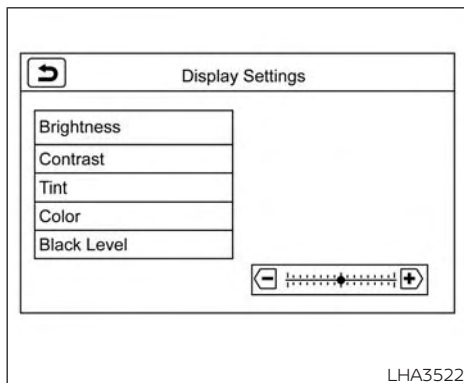 Display Settings
Brightness
Contrast
Tint
Color
Black Level
LHA3522